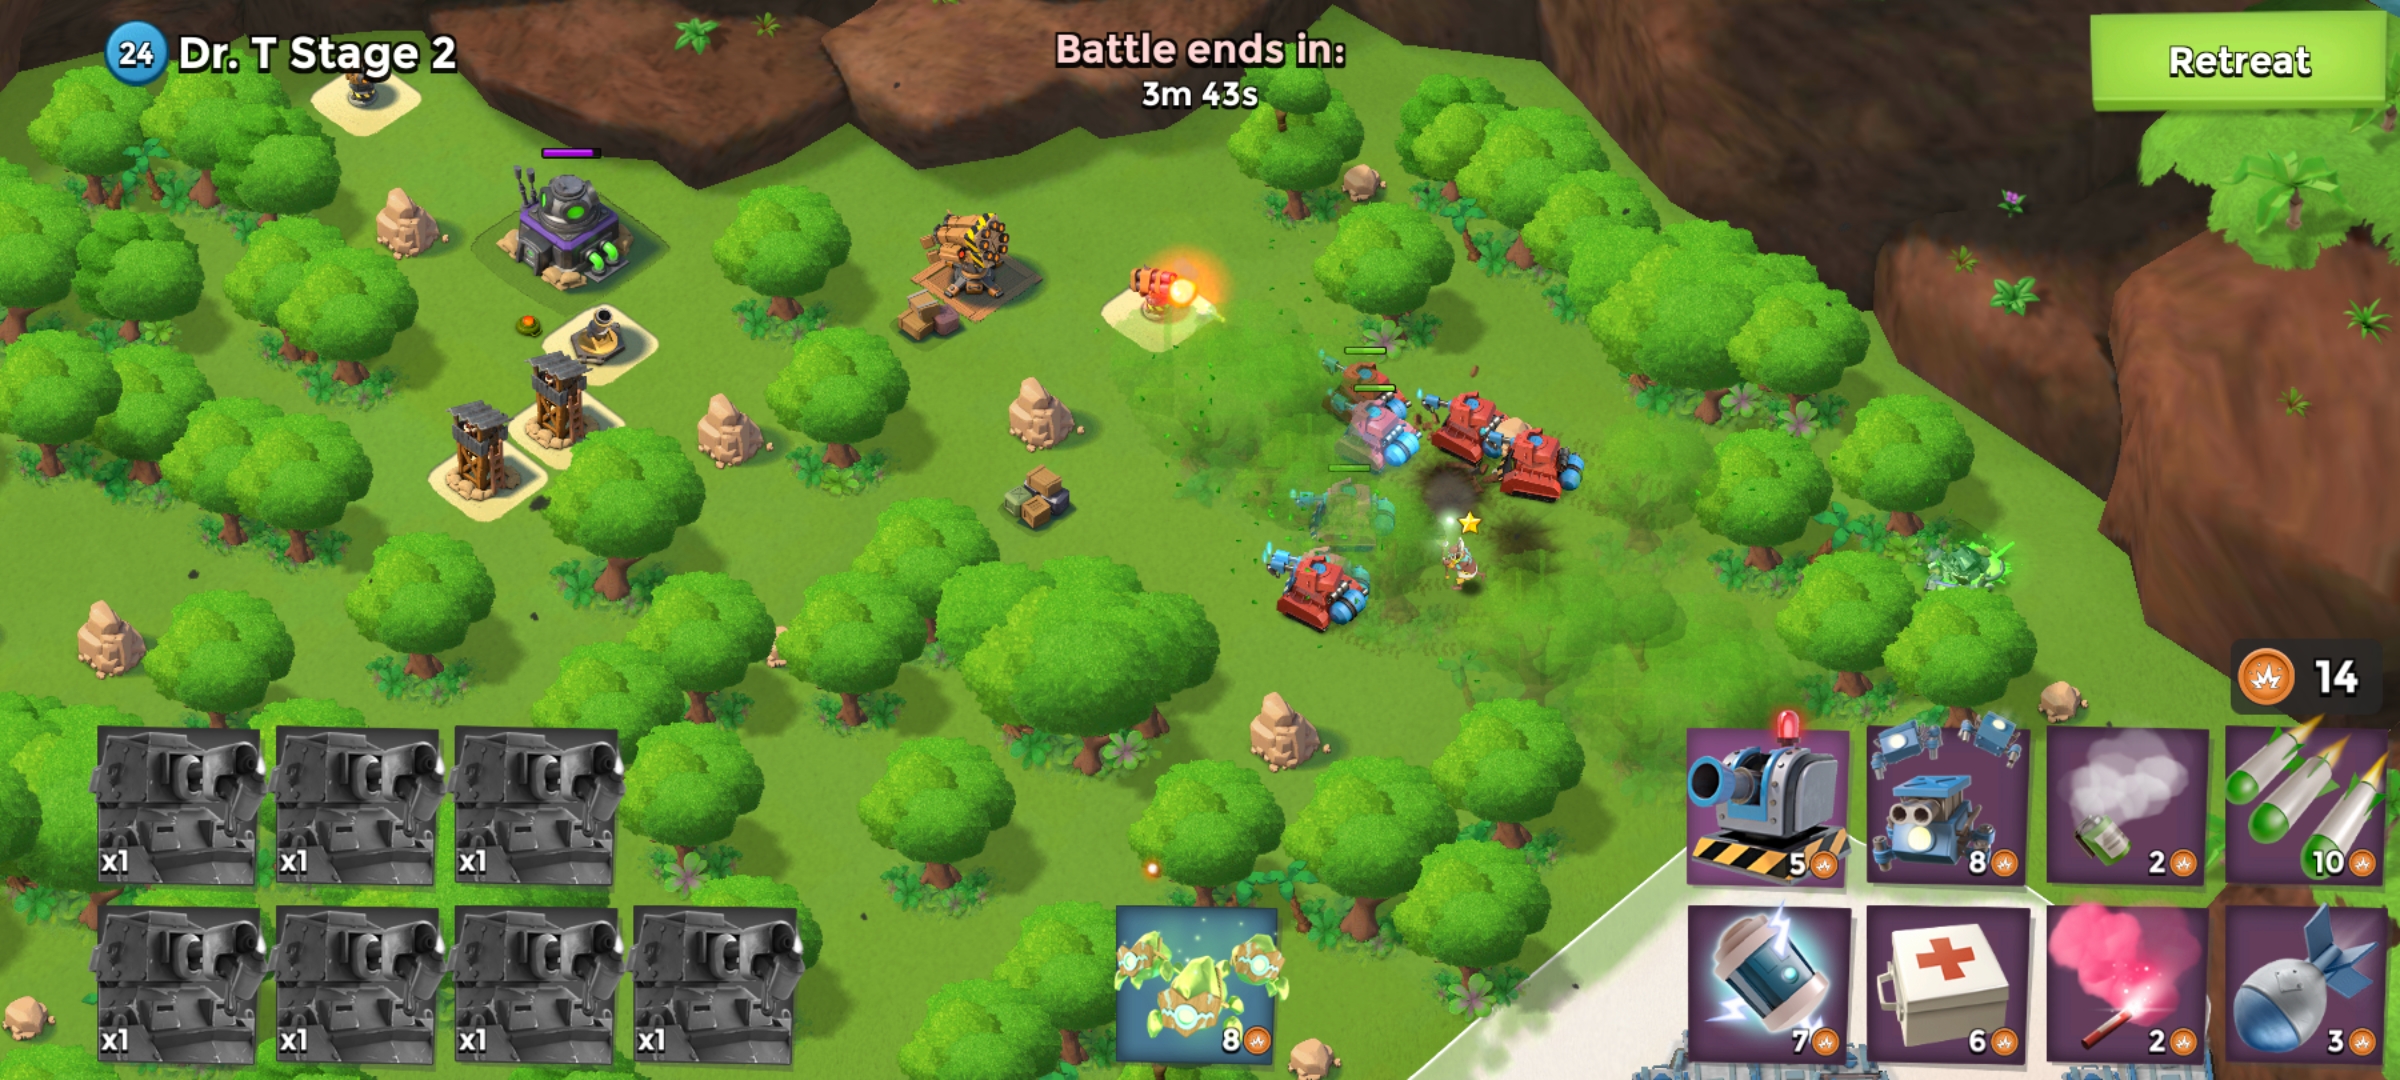 24 Dr. T Stage 2
Battle ends in:
3m 43s
Retreat
14
x1 x1 x1
5 8 2 10
x1 x1 x1 x1
8
7 6 2 3